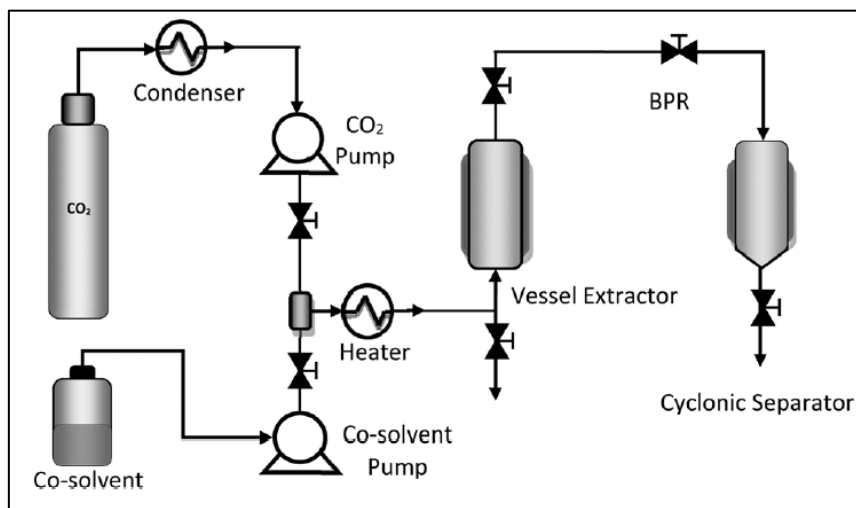 Condenser
CO₂
Pump
BPR
CO₂
Vessel Extractor
Heater
Cyclonic Separator
Co-solvent
Pump
Co-solvent